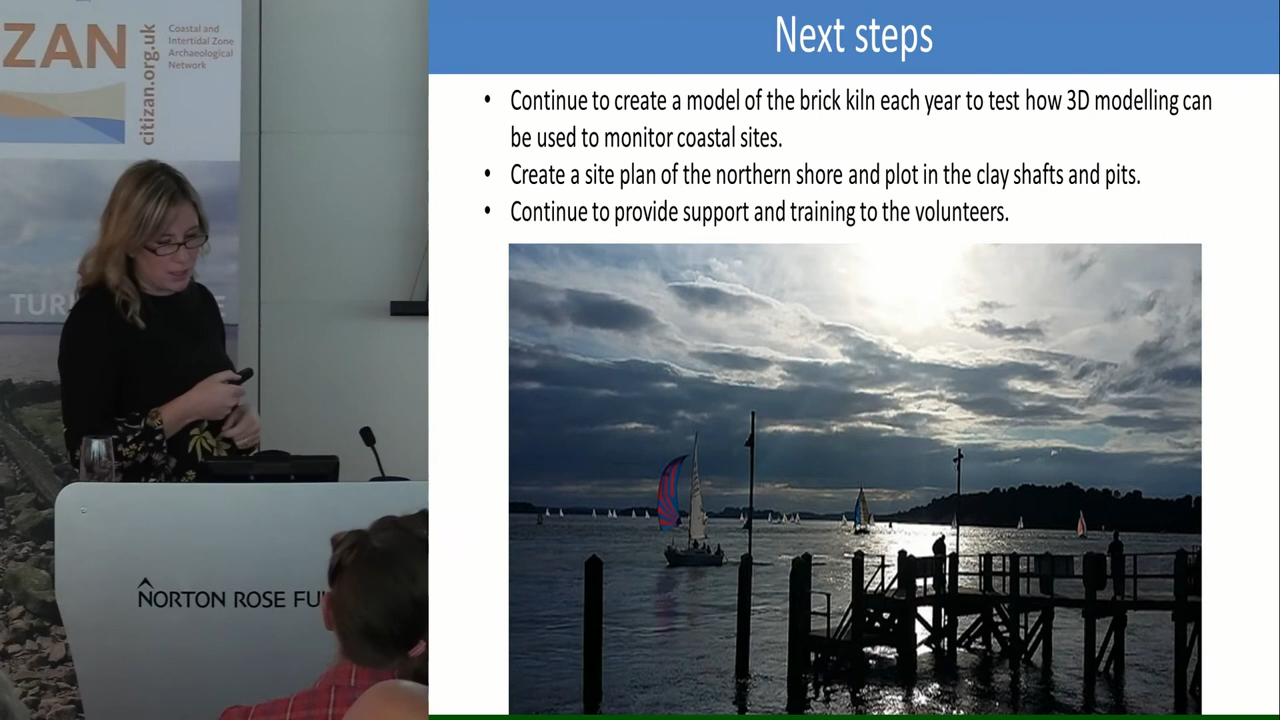 ZAN
citizan.org.uk
Coastal and
Intertidal Zone
Archaeological
Network
NORTON ROSE
Next steps
• Continue to create a model of the brick kiln each year to test how 3D modelling can
be used to monitor coastal sites.
• Create a site plan of the northern shore and plot in the clay shafts and pits.
• Continue to provide support and training to the volunteers.